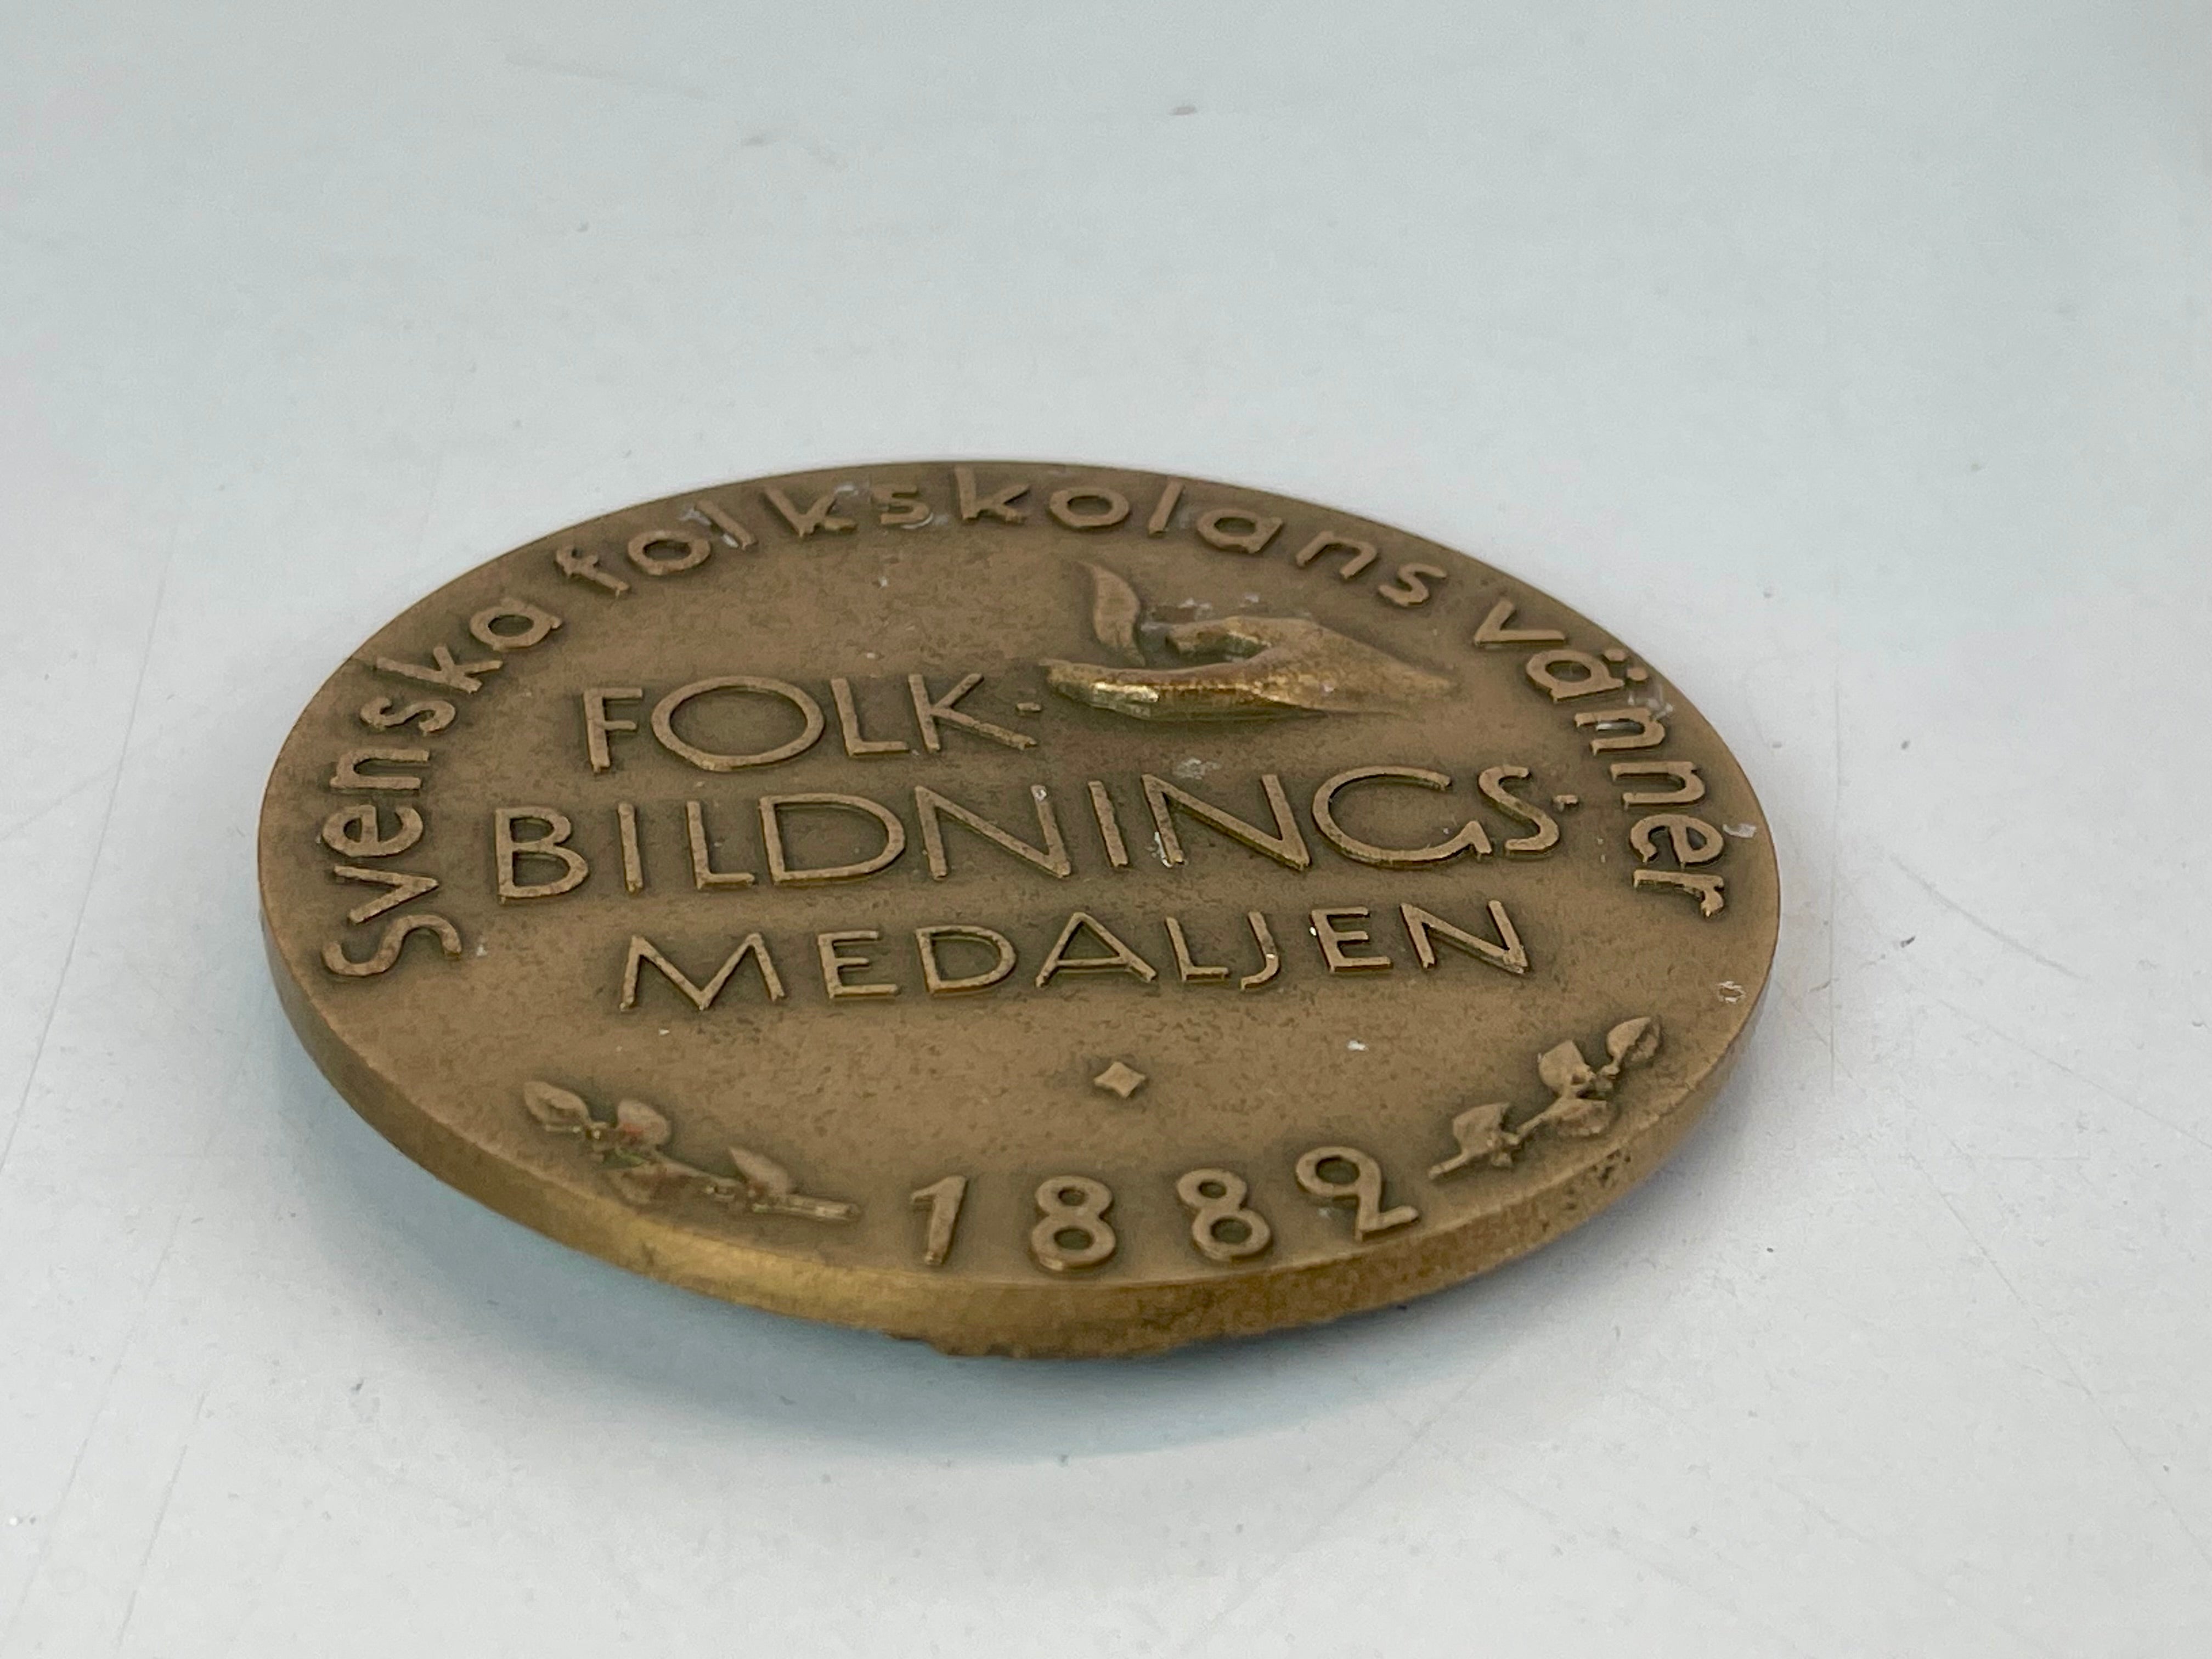 Svenska folkskolans vänner
FOLK-
BILDNINGS-
MEDALJEN
1882